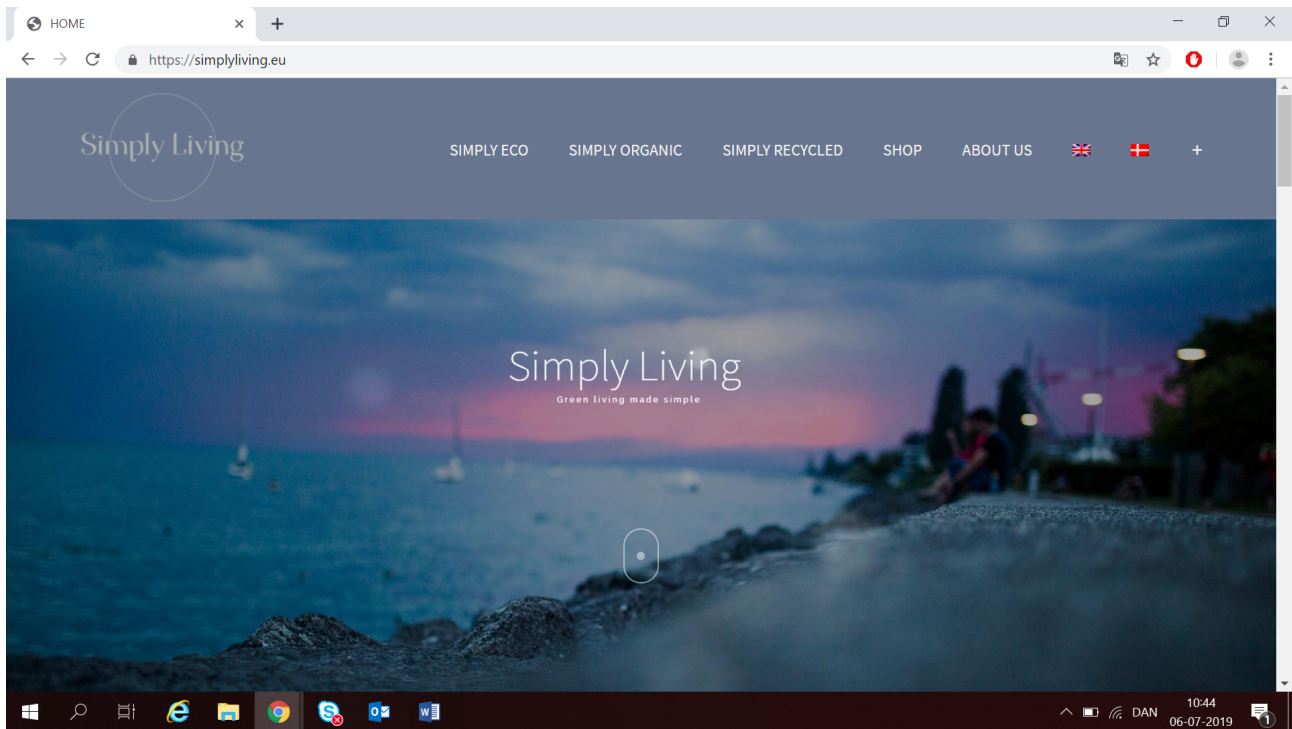 HOME
https://simplyliving.eu
Simply Living
SIMPLY ECO SIMPLY ORGANIC SIMPLY RECYCLED SHOP ABOUT US +
Simply Living
Green living made simple
DAN
10:44
06-07-2019
1